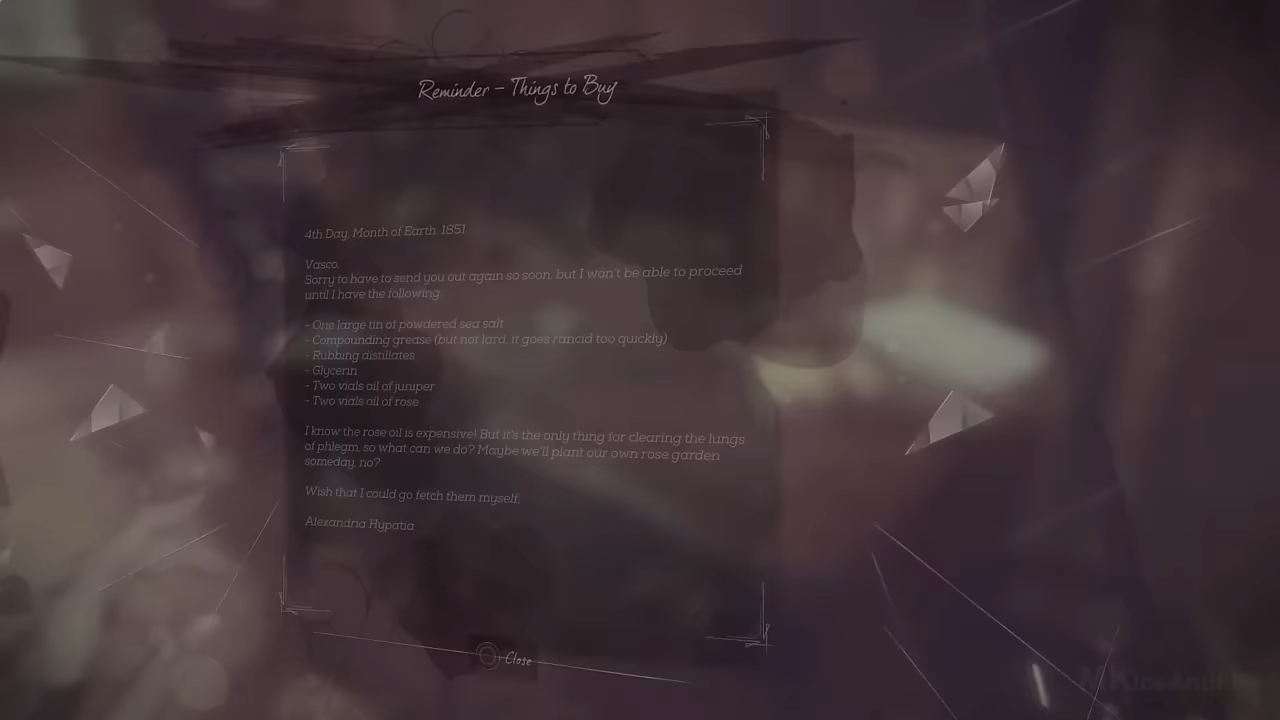 Reminder – Things to Buy
4th Day, Month of Earth, 1851
Vasco,
Sorry to have to send you out again so soon, but I won't be able to proceed
until I have the following:
- One large tin of powdered sea salt
- Compounding grease (but not lard, it goes rancid too quickly)
- Rubbing distillates
- Glycerin
- Two vials oil of juniper
- Two vials oil of rose
I know the rose oil is expensive! But it's the only thing for clearing the lungs
of phlegm, so what can we do? Maybe we'll plant our own rose garden
someday, no?
Wish that I could go fetch them myself,
Alexandria Hypatia
Close